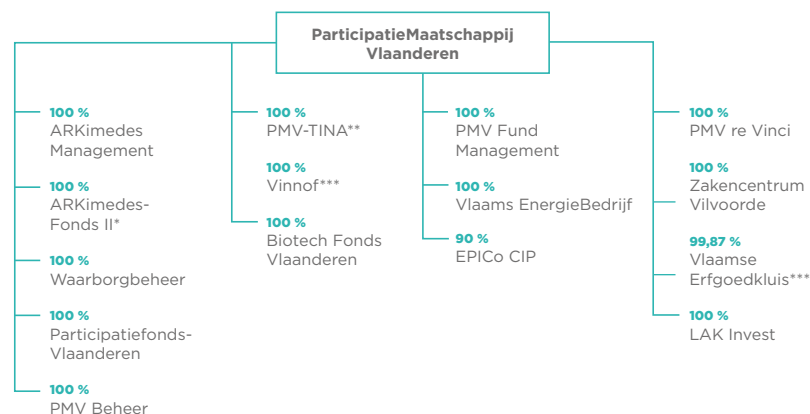 ParticipatieMaatschappij
Vlaanderen
100 %
ARKimedes
Management
100 %
ARKimedes-
Fonds II*
100 %
Waarborgbeheer
100 %
Participatiefonds-
Vlaanderen
100 %
PMV Beheer
100 %
PMV-TINA**
100 %
Vinnof***
100 %
Biotech Fonds
Vlaanderen
100 %
PMV Fund
Management
100 %
Vlaams EnergieBedrijf
90 %
EPICo CIP
100 %
PMV re Vinci
100 %
Zakencentrum
Vilvoorde
99,87 %
Vlaamse
Erfgoedkluis***
100 %
LAK Invest